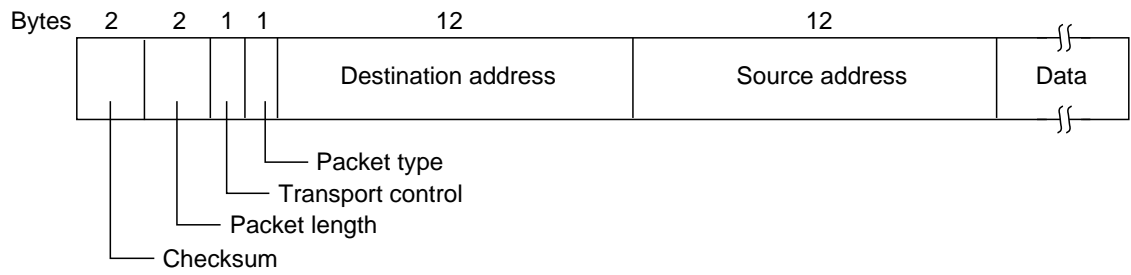 Bytes 2 2 1 1 12 12
Destination address Source address Data
Packet type
Transport control
Packet length
Checksum